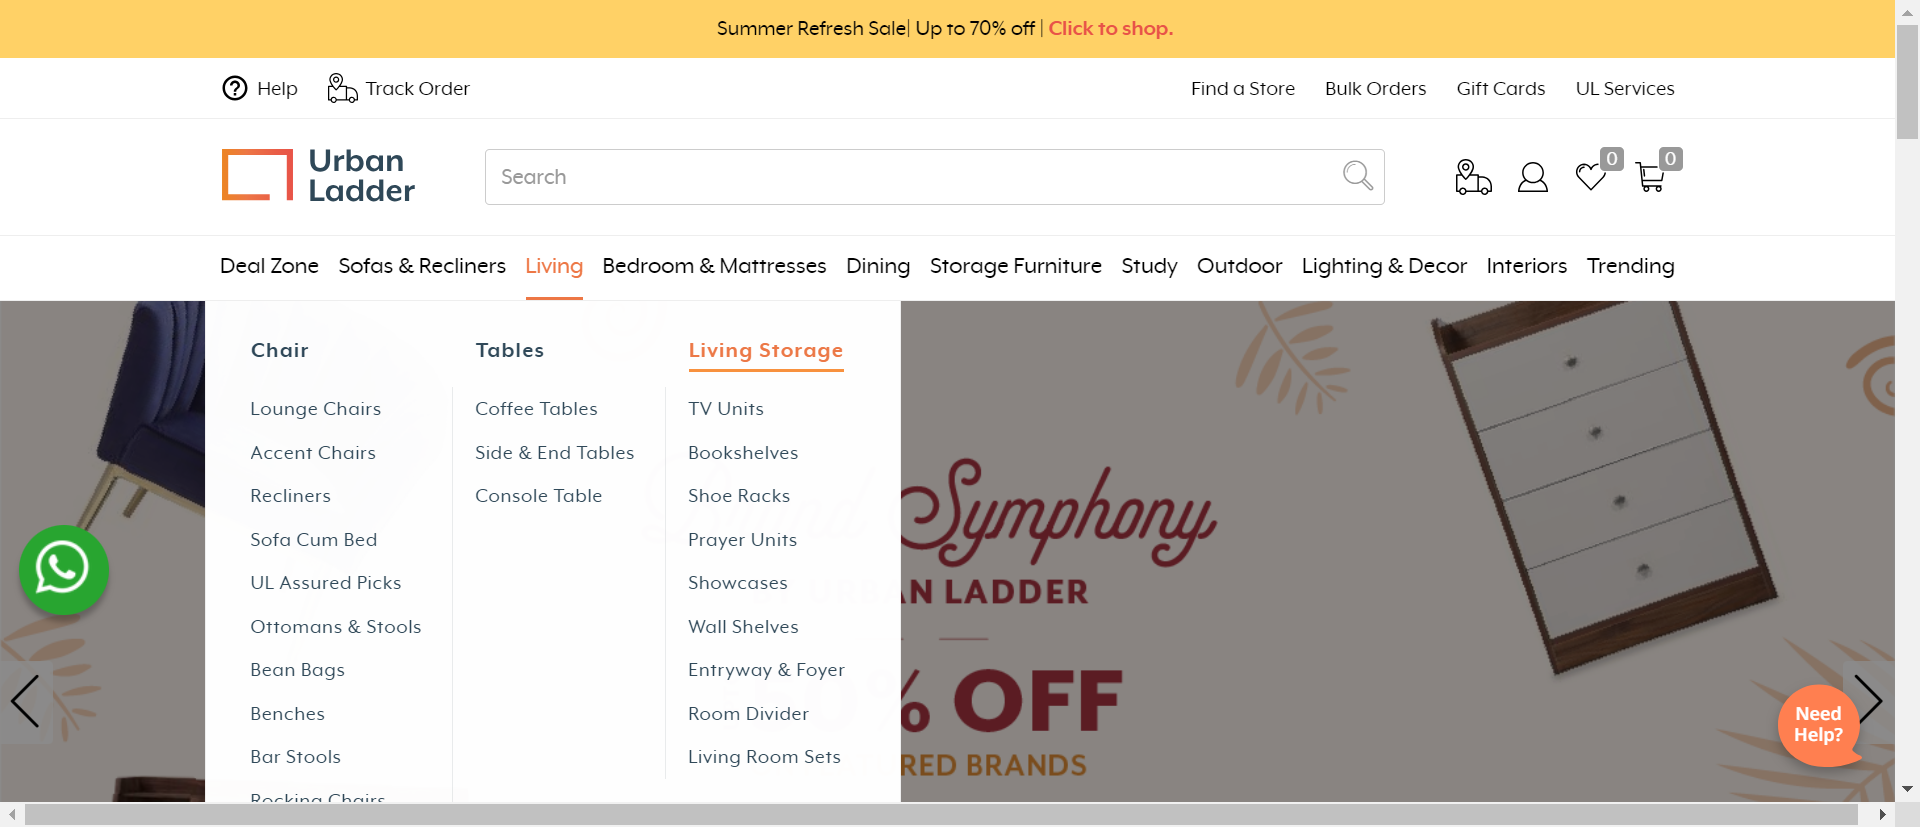 Summer Refresh Sale| Up to 70% off | Click to shop.
Help
Track Order
Find a Store
Bulk Orders
Gift Cards
UL Services
Urban
Ladder
Search
0
0
Deal Zone
Sofas & Recliners
Living
Bedroom & Mattresses
Dining
Storage Furniture
Study
Outdoor
Lighting & Decor
Interiors
Trending
Chair
Lounge Chairs
Accent Chairs
Recliners
Sofa Cum Bed
UL Assured Picks
Ottomans & Stools
Bean Bags
Benches
Bar Stools
Rocking Chairs
Tables
Coffee Tables
Side & End Tables
Console Table
Living Storage
TV Units
Bookshelves
Shoe Racks
Prayer Units
Showcases
Wall Shelves
Entryway & Foyer
Room Divider
Living Room Sets
Brand Symphony
URBAN LADDER
% OFF
RED BRANDS
Need
Help?